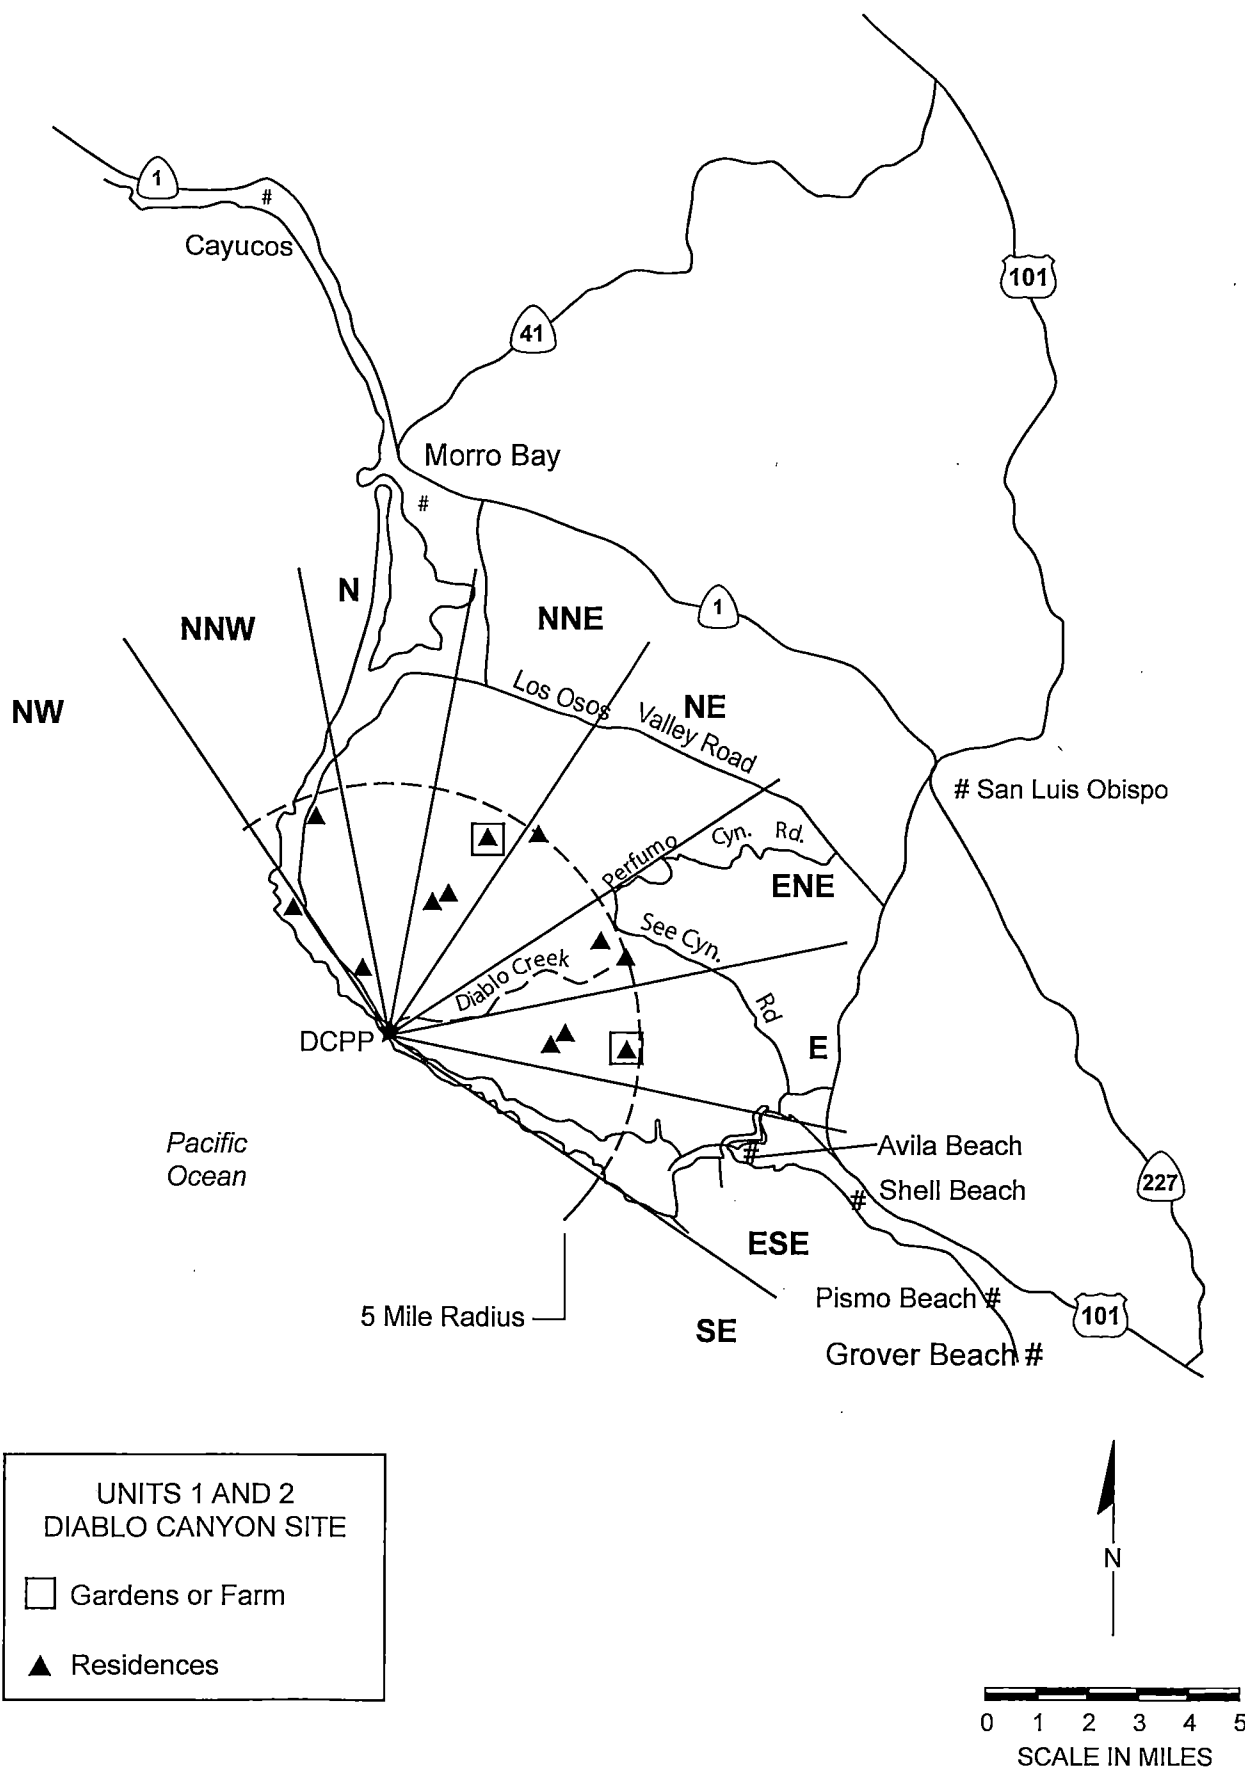 1
#
Cayucos
101
41
Morro Bay
#
N
NNW
NNE
1
NW
Los Osos
Valley Road
NE
# San Luis Obispo
Perfumo
Cyn.
Rd.
ENE
See Cyn.
Rd
Diablo Creek
DCPP
E
Pacific
Ocean
#
Avila Beach
Shell Beach
#
227
ESE
Pismo Beach #
5 Mile Radius
SE
101
Grover Beach #
UNITS 1 AND 2
DIABLO CANYON SITE
Gardens or Farm
Residences
N
0 1 2 3 4 5
SCALE IN MILES